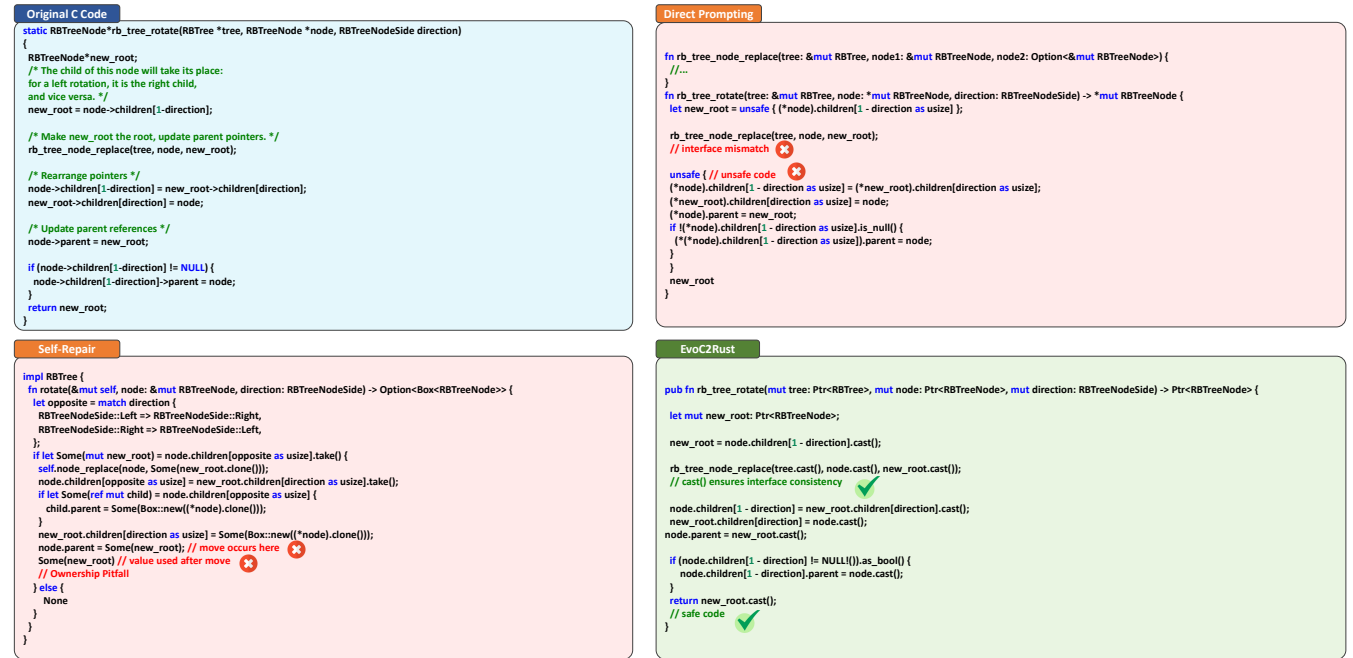 Original C Code
static RBTreeNode*rb_tree_rotate(RBTree *tree, RBTreeNode *node, RBTreeNodeSide direction)
{
RBTreeNode*new_root;
/* The child of this node will take its place:
for a left rotation, it is the right child,
and vice versa. */
new_root = node->children[1-direction];
/* Make new_root the root, update parent pointers. */
rb_tree_node_replace(tree, node, new_root);
/* Rearrange pointers */
node->children[1-direction] = new_root->children[direction];
new_root->children[direction] = node;
/* Update parent references */
node->parent = new_root;
if (node->children[1-direction] != NULL) {
node->children[1-direction]->parent = node;
}
return new_root;
}
Direct Prompting
fn rb_tree_node_replace(tree: &mut RBTree, node1: &mut RBTreeNode, node2: Option<&mut RBTreeNode>) {
//...
}
fn rb_tree_rotate(tree: &mut RBTree, node: *mut RBTreeNode, direction: RBTreeNodeSide) -> *mut RBTreeNode {
let new_root = unsafe { (*node).children[1 - direction as usize] };
rb_tree_node_replace(tree, node, new_root);
// interface mismatch
unsafe { // unsafe code
(*node).children[1 - direction as usize] = (*new_root).children[direction as usize];
(*new_root).children[direction as usize] = node;
(*node).parent = new_root;
if !(*node).children[1 - direction as usize].is_null() {
(*(*node).children[1 - direction as usize]).parent = node;
}
}
new_root
}
Self-Repair
impl RBTree {
fn rotate(&mut self, node: &mut RBTreeNode, direction: RBTreeNodeSide) -> Option<Box<RBTreeNode>> {
let opposite = match direction {
RBTreeNodeSide::Left => RBTreeNodeSide::Right,
RBTreeNodeSide::Right => RBTreeNodeSide::Left,
};
if let Some(mut new_root) = node.children[opposite as usize].take() {
self.node_replace(node, Some(new_root.clone()));
node.children[opposite as usize] = new_root.children[direction as usize].take();
if let Some(ref mut child) = node.children[opposite as usize] {
child.parent = Some(Box::new((*node).clone()));
}
new_root.children[direction as usize] = Some(Box::new((*node).clone()));
node.parent = Some(new_root); // move occurs here
Some(new_root) // value used after move
// Ownership Pitfall
} else {
None
}
}
}
EvoC2Rust
pub fn rb_tree_rotate(mut tree: Ptr<RBTree>, mut node: Ptr<RBTreeNode>, mut direction: RBTreeNodeSide) -> Ptr<RBTreeNode> {
let mut new_root: Ptr<RBTreeNode>;
new_root = node.children[1 - direction].cast();
rb_tree_node_replace(tree.cast(), node.cast(), new_root.cast());
// cast() ensures interface consistency
node.children[1 - direction] = new_root.children[direction].cast();
new_root.children[direction] = node.cast();
node.parent = new_root.cast();
if (node.children[1 - direction] != NULL!()).as_bool() {
node.children[1 - direction].parent = node.cast();
}
return new_root.cast();
// safe code
}